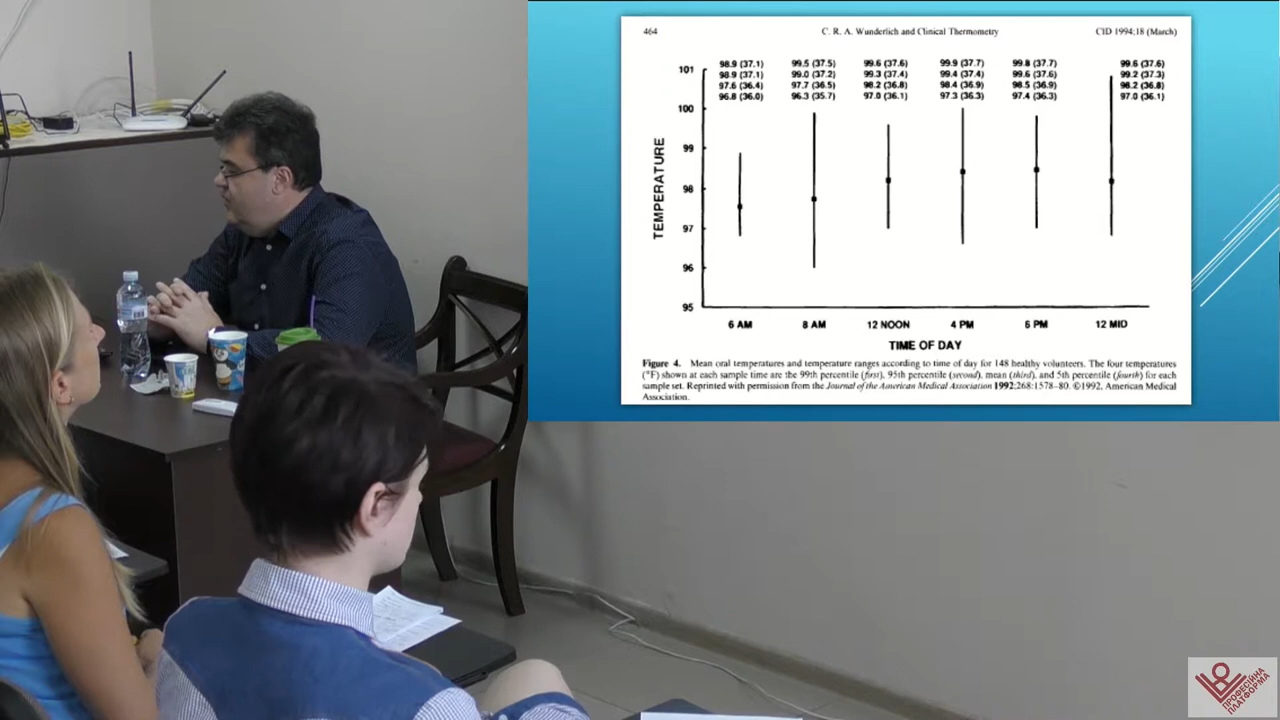 464 C. R. A. Wunderlich and Clinical Thermometry CID 1994;18 (March)
98.9 (37.1) 99.5 (37.5) 99.6 (37.6) 99.9 (37.7) 99.8 (37.7) 99.6 (37.6)
98.9 (37.1) 99.0 (37.2) 99.3 (37.4) 99.4 (37.4) 99.6 (37.6) 99.2 (37.3)
97.6 (36.4) 97.7 (36.5) 98.2 (36.8) 98.4 (36.9) 98.5 (36.9) 98.2 (36.8)
96.8 (36.0) 96.3 (35.7) 97.0 (36.1) 97.3 (36.3) 97.4 (36.3) 97.0 (36.1)
101
100
99
98
97
96
95
TEMPERATURE
6 AM 8 AM 12 NOON 4 PM 6 PM 12 MID
TIME OF DAY
Figure 4. Mean oral temperatures and temperature ranges according to time of day for 148 healthy volunteers. The four temperatures
(°F) shown at each sample time are the 99th percentile (first), 95th percentile (second), mean (third), and 5th percentile (fourth) for each
sample set. Reprinted with permission from the Journal of the American Medical Association 1992;268:1578–80. ©1992, American Medical
Association.
ПРОФЕСІЙНА
ПЛАТФОРМА